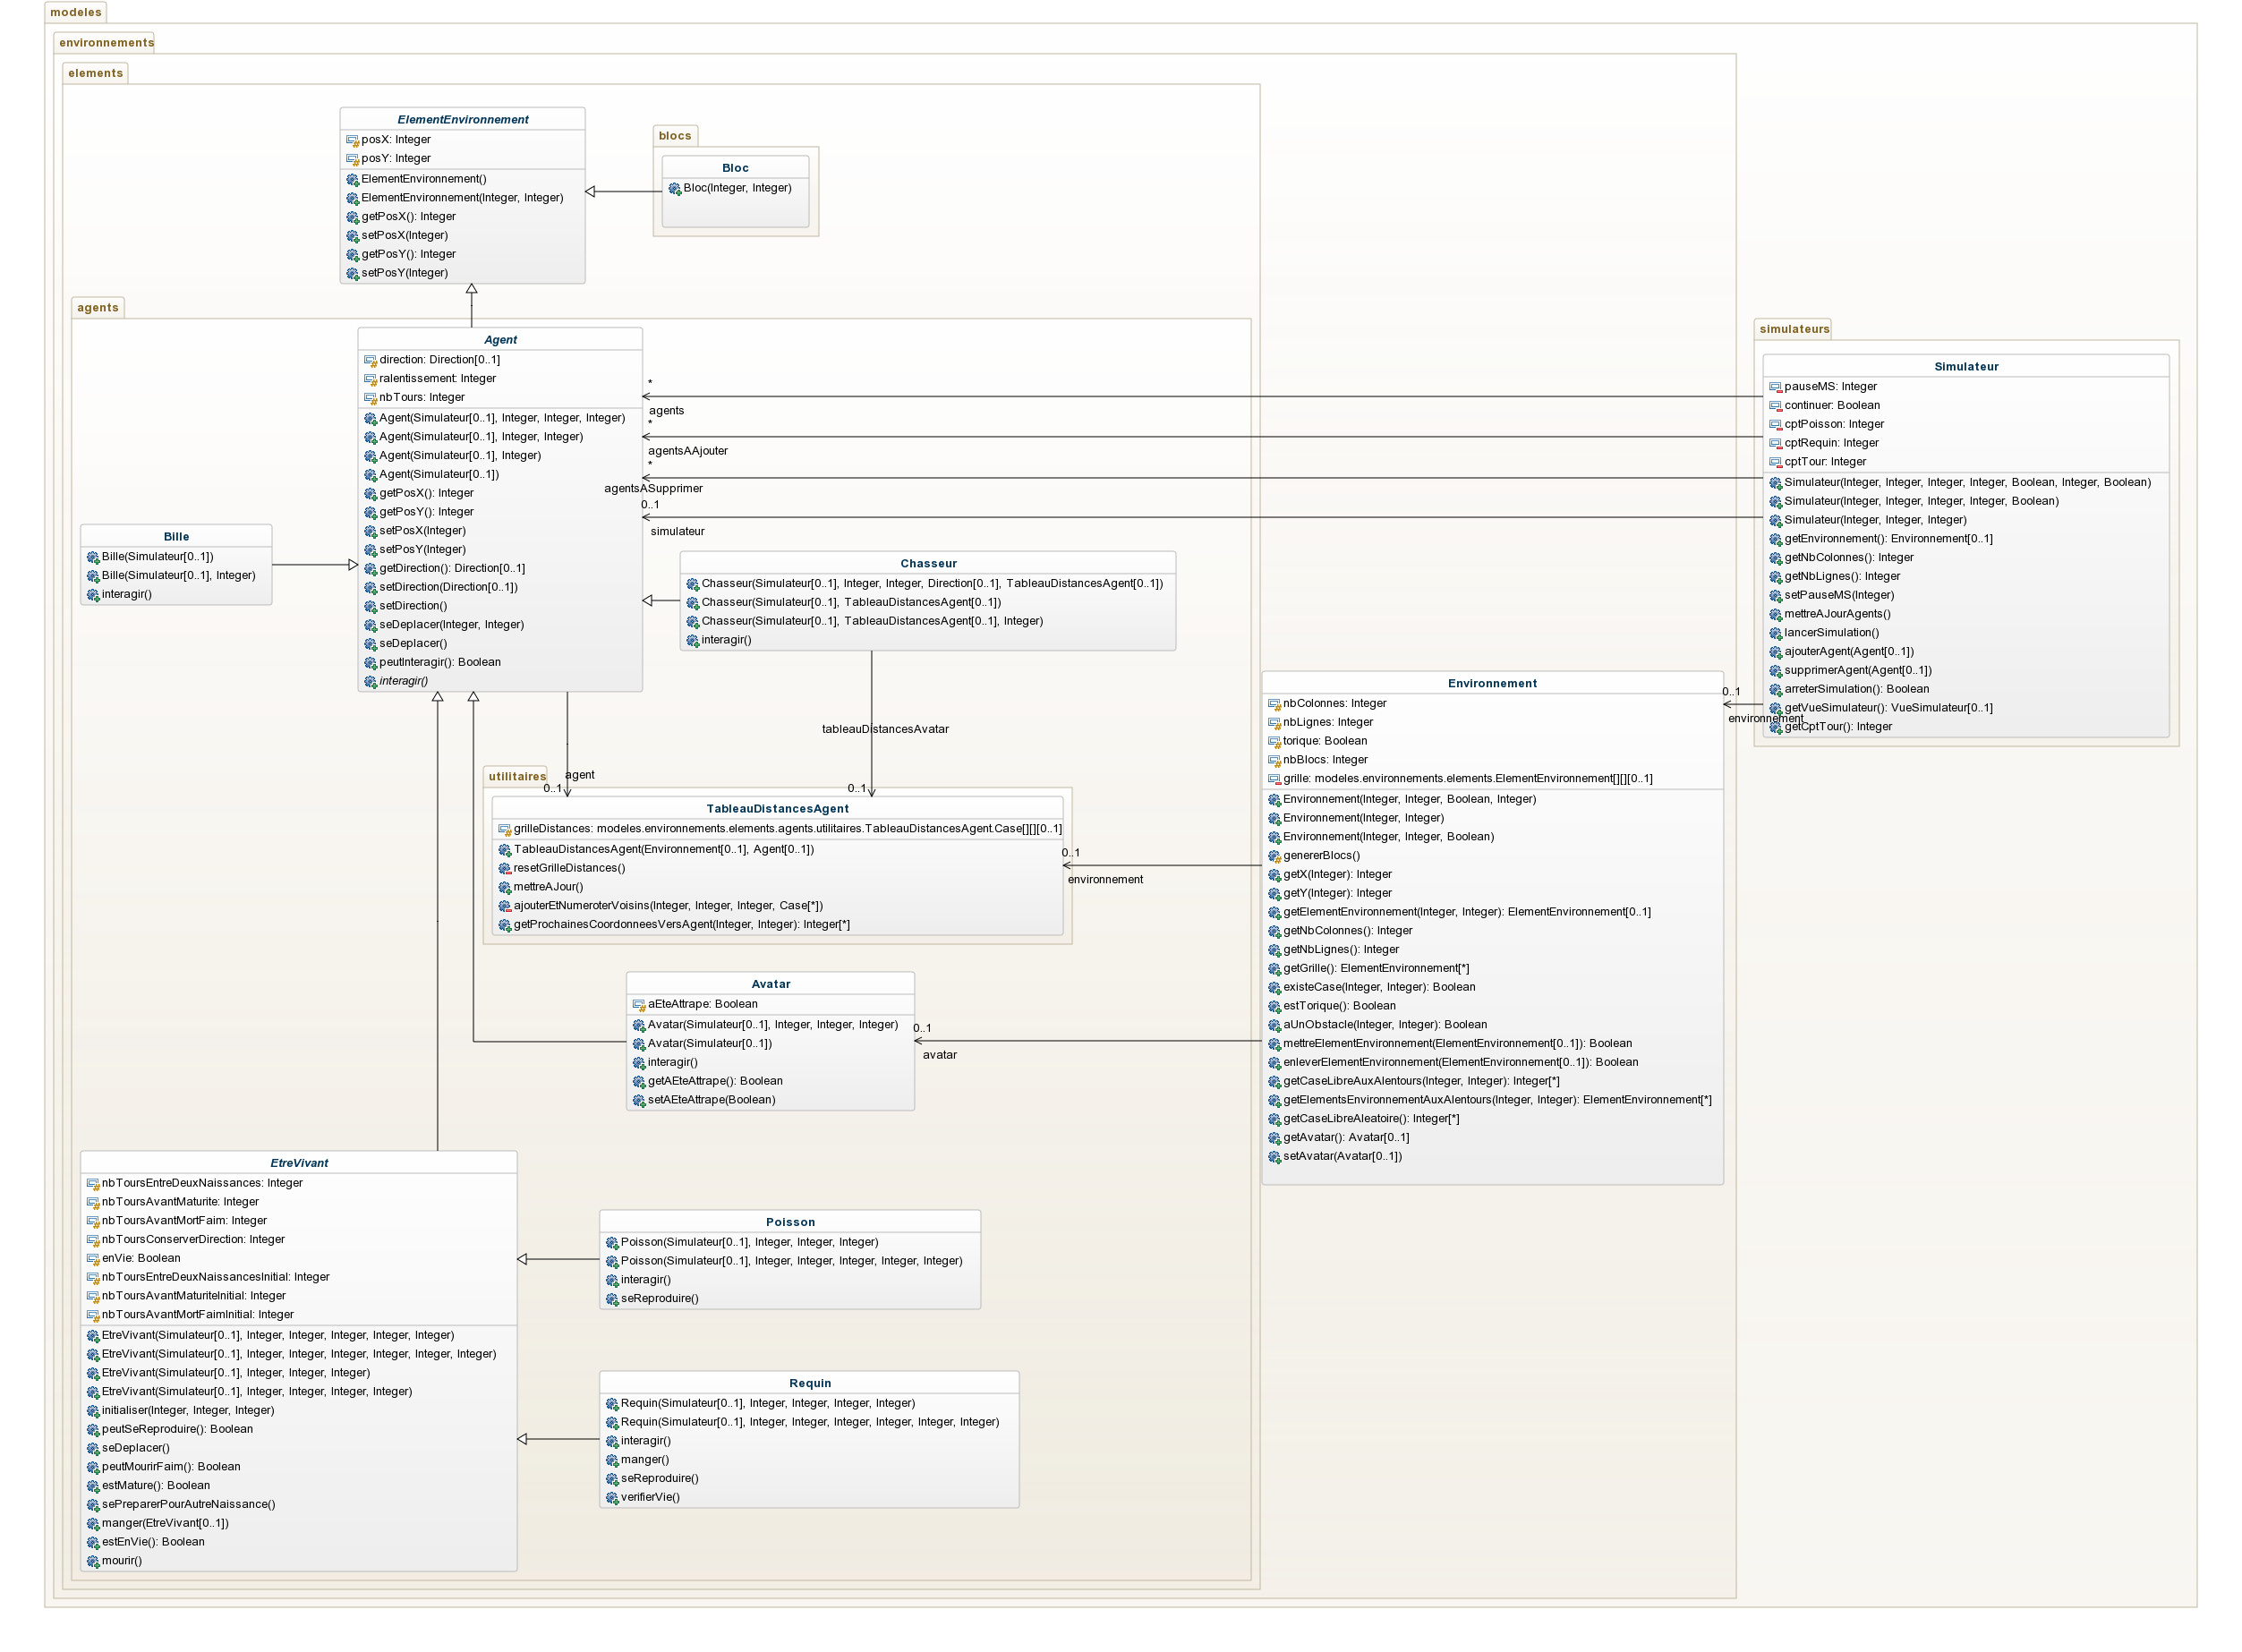 modeles
environnements
elements
ElementEnvironnement
posX: Integer
posY: Integer
ElementEnvironnement()
ElementEnvironnement(Integer, Integer)
getPosX(): Integer
setPosX(Integer)
getPosY(): Integer
setPosY(Integer)
blocs
Bloc
Bloc(Integer, Integer)
agents
Agent
direction: Direction[0..1]
ralentissement: Integer
nbTours: Integer
Agent(Simulateur[0..1], Integer, Integer, Integer)
Agent(Simulateur[0..1], Integer, Integer)
Agent(Simulateur[0..1], Integer)
Agent(Simulateur[0..1])
getPosX(): Integer
getPosY(): Integer
setPosX(Integer)
setPosY(Integer)
getDirection(): Direction[0..1]
setDirection(Direction[0..1])
setDirection()
seDeplacer(Integer, Integer)
seDeplacer()
peutInteragir(): Boolean
interagir()
*
agents
*
agentsAAjouter
*
agentsASupprimer
0..1
simulateur
simulateurs
Simulateur
pauseMS: Integer
continuer: Boolean
cptPoisson: Integer
cptRequin: Integer
cptTour: Integer
Simulateur(Integer, Integer, Integer, Integer, Boolean, Integer, Boolean)
Simulateur(Integer, Integer, Integer, Integer, Boolean)
Simulateur(Integer, Integer, Integer)
getEnvironnement(): Environnement[0..1]
getNbColonnes(): Integer
getNbLignes(): Integer
setPauseMS(Integer)
mettreAJourAgents()
lancerSimulation()
ajouterAgent(Agent[0..1])
supprimerAgent(Agent[0..1])
arreterSimulation(): Boolean
getVueSimulateur(): VueSimulateur[0..1]
getCptTour(): Integer
0..1
environnement
Bille
Bille(Simulateur[0..1])
Bille(Simulateur[0..1], Integer)
interagir()
Chasseur
Chasseur(Simulateur[0..1], Integer, Integer, Direction[0..1], TableauDistancesAgent[0..1])
Chasseur(Simulateur[0..1], TableauDistancesAgent[0..1])
Chasseur(Simulateur[0..1], TableauDistancesAgent[0..1], Integer)
interagir()
tableauDistancesAvatar
0..1
agent
0..1
utilitaires
TableauDistancesAgent
grilleDistances: modeles.environnements.elements.agents.utilitaires.TableauDistancesAgent.Case[][][0..1]
TableauDistancesAgent(Environnement[0..1], Agent[0..1])
resetGrilleDistances()
mettreAJour()
ajouterEtNumeroterVoisins(Integer, Integer, Integer, Case[*])
getProchainesCoordonneesVersAgent(Integer, Integer): Integer[*]
0..1
environnement
Environnement
nbColonnes: Integer
nbLignes: Integer
torique: Boolean
nbBlocs: Integer
grille: modeles.environnements.elements.ElementEnvironnement[][][0..1]
Environnement(Integer, Integer, Boolean, Integer)
Environnement(Integer, Integer)
Environnement(Integer, Integer, Boolean)
genererBlocs()
getX(Integer): Integer
getY(Integer): Integer
getElementEnvironnement(Integer, Integer): ElementEnvironnement[0..1]
getNbColonnes(): Integer
getNbLignes(): Integer
getGrille(): ElementEnvironnement[*]
existeCase(Integer, Integer): Boolean
estTorique(): Boolean
aUnObstacle(Integer, Integer): Boolean
mettreElementEnvironnement(ElementEnvironnement[0..1]): Boolean
enleverElementEnvironnement(ElementEnvironnement[0..1]): Boolean
getCaseLibreAuxAlentours(Integer, Integer): Integer[*]
getElementsEnvironnementAuxAlentours(Integer, Integer): ElementEnvironnement[*]
getCaseLibreAleatoire(): Integer[*]
getAvatar(): Avatar[0..1]
setAvatar(Avatar[0..1])
Avatar
aEteAttrape: Boolean
Avatar(Simulateur[0..1], Integer, Integer, Integer)
Avatar(Simulateur[0..1])
interagir()
getAEteAttrape(): Boolean
setAEteAttrape(Boolean)
0..1
avatar
EtreVivant
nbToursEntreDeuxNaissances: Integer
nbToursAvantMaturite: Integer
nbToursAvantMortFaim: Integer
nbToursConserverDirection: Integer
enVie: Boolean
nbToursEntreDeuxNaissancesInitial: Integer
nbToursAvantMaturiteInitial: Integer
nbToursAvantMortFaimInitial: Integer
EtreVivant(Simulateur[0..1], Integer, Integer, Integer, Integer, Integer)
EtreVivant(Simulateur[0..1], Integer, Integer, Integer, Integer, Integer, Integer)
EtreVivant(Simulateur[0..1], Integer, Integer, Integer)
EtreVivant(Simulateur[0..1], Integer, Integer, Integer, Integer)
initialiser(Integer, Integer, Integer)
peutSeReproduire(): Boolean
seDeplacer()
peutMourirFaim(): Boolean
estMature(): Boolean
sePreparerPourAutreNaissance()
manger(EtreVivant[0..1])
estEnVie(): Boolean
mourir()
Poisson
Poisson(Simulateur[0..1], Integer, Integer, Integer)
Poisson(Simulateur[0..1], Integer, Integer, Integer, Integer, Integer)
interagir()
seReproduire()
Requin
Requin(Simulateur[0..1], Integer, Integer, Integer, Integer)
Requin(Simulateur[0..1], Integer, Integer, Integer, Integer, Integer, Integer)
interagir()
manger()
seReproduire()
verifierVie()